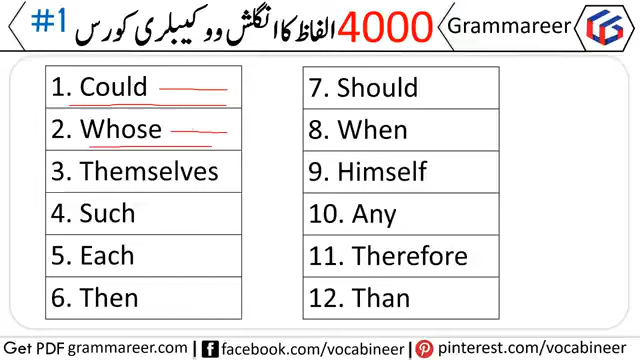 #1 4000 الفاظ کا انگلش ووکیبلری کورس Grammareer
1. Could
2. Whose
3. Themselves
4. Such
5. Each
6. Then
7. Should
8. When
9. Himself
10. Any
11. Therefore
12. Than
Get PDF grammareer.com | facebook.com/vocabineer | pinterest.com/vocabineer